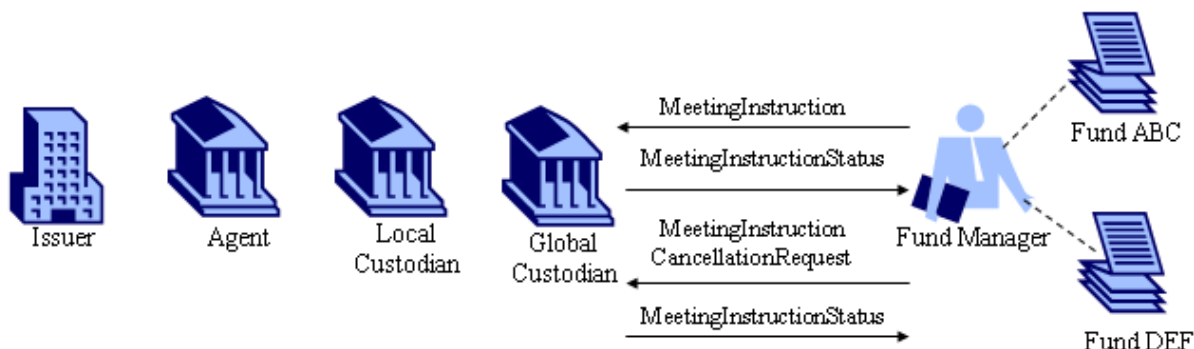 MeetingInstruction
Fund ABC
MeetingInstructionStatus
Issuer
Agent
Local
Custodian
Global
Custodian
MeetingInstruction
CancellationRequest
Fund Manager
MeetingInstructionStatus
Fund DEF